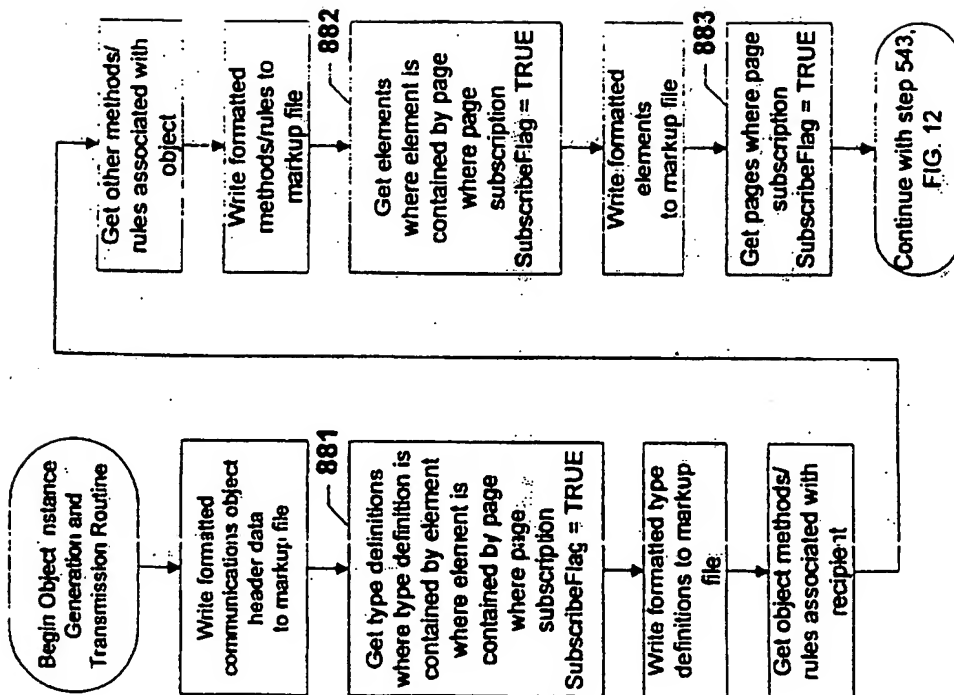 Begin Object Instance
Generation and
Transmission Routine
Write formatted
communications object
header data
to markup file
881
Get type definitions
where type definition is
contained by element
where element is
contained by page
where page
subscription
SubscribeFlag = TRUE
Write formatted type
definitions to markup
file
Get object methods/
rules associated with
recipient
Get other methods/
rules associated with
object
Write formatted
methods/rules to
markup file
882
Get elements
where element is
contained by page
where page
subscription
SubscribeFlag = TRUE
Write formatted
elements
to markup file
883
Get pages where page
subscription
SubscribeFlag = TRUE
Continue with step 543,
FIG. 12